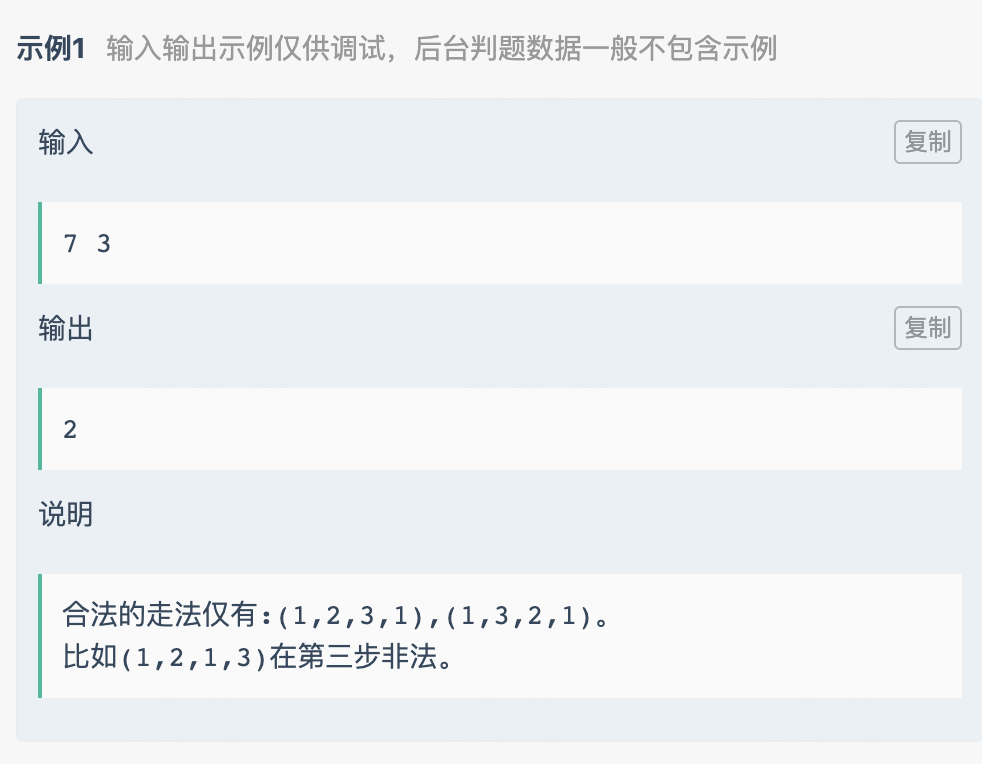 示例1 输入输出示例仅供调试，后台判题数据一般不包含示例
输入
复制
7 3
输出
复制
2
说明
合法的走法仅有:(1,2,3,1),(1,3,2,1)。
比如(1,2,1,3)在第三步非法。